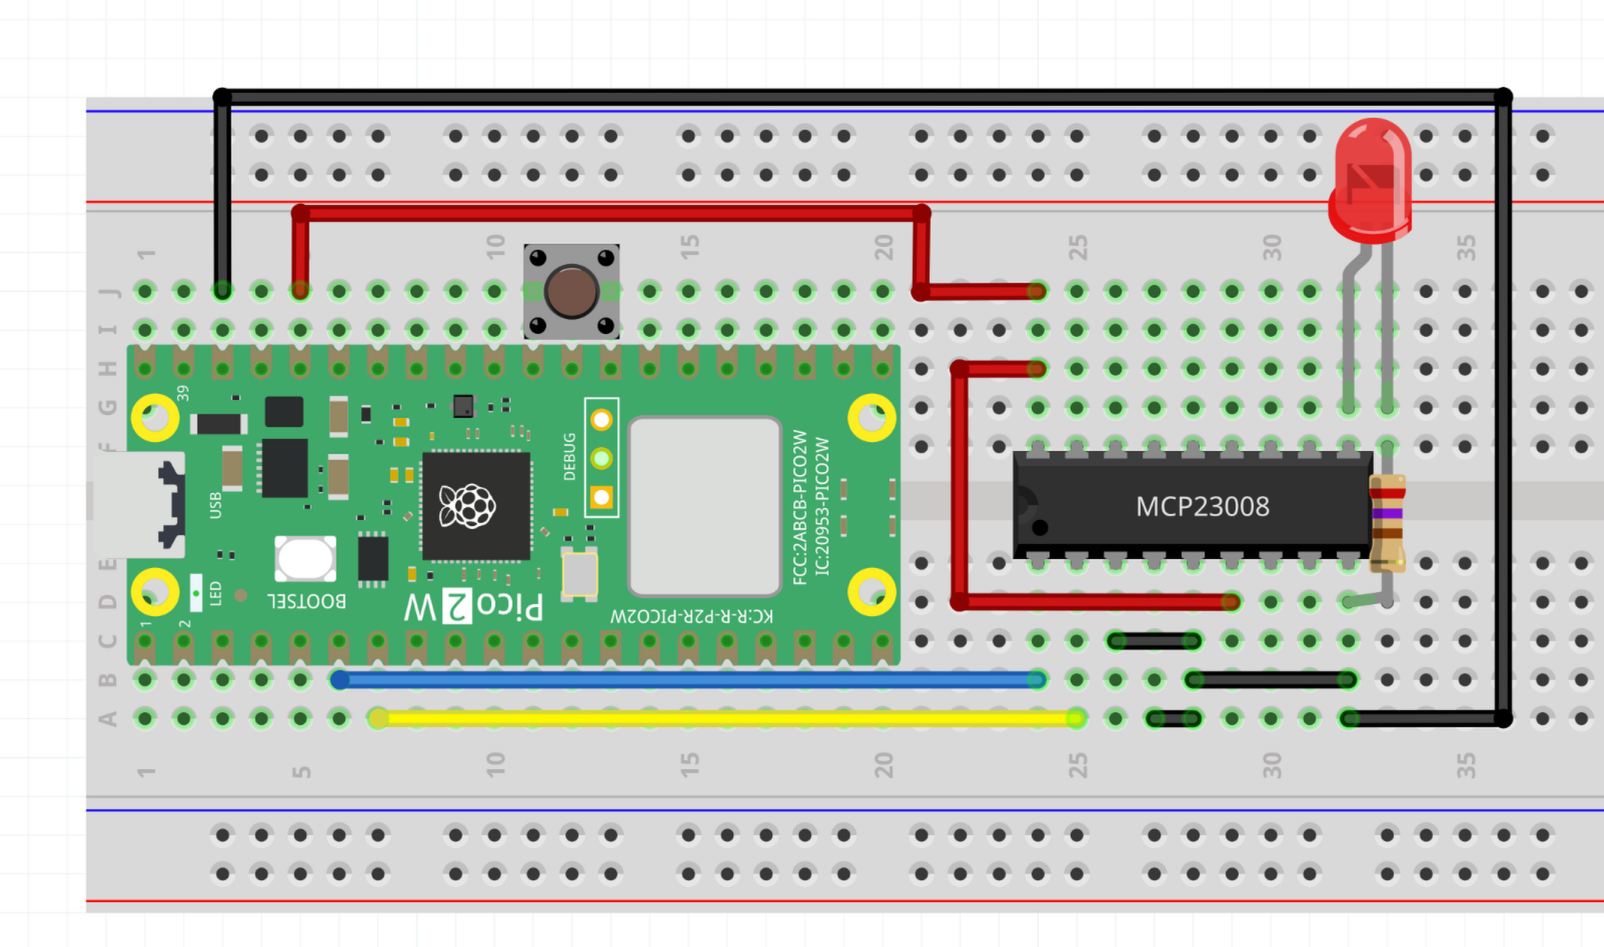 1
10
15
20
25
30
35
J
I
H
G
F
E
D
C
B
A
39
USB
DEBUG
FCC:2ABCB-PICO2W
IC:20953-PICO2W
MCP23008
LED
BOOTSEL
Pico 2 W
KC:R-R-P2R-PICO2W
1
2
1
5
10
15
20
25
30
35